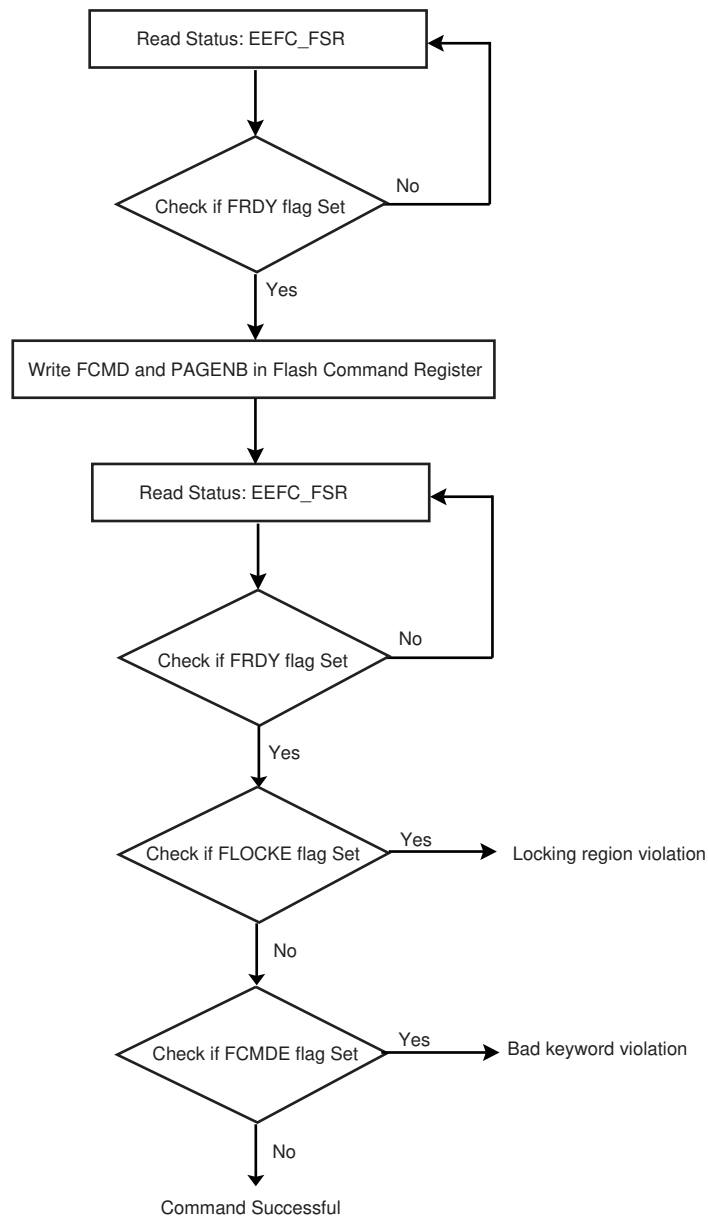 Read Status: EEFC_FSR
No
Check if FRDY flag Set
Yes
Write FCMD and PAGENB in Flash Command Register
Read Status: EEFC_FSR
No
Check if FRDY flag Set
Yes
Check if FLOCKE flag Set
Yes
Locking region violation
No
Check if FCMDE flag Set
Yes
Bad keyword violation
No
Command Successful